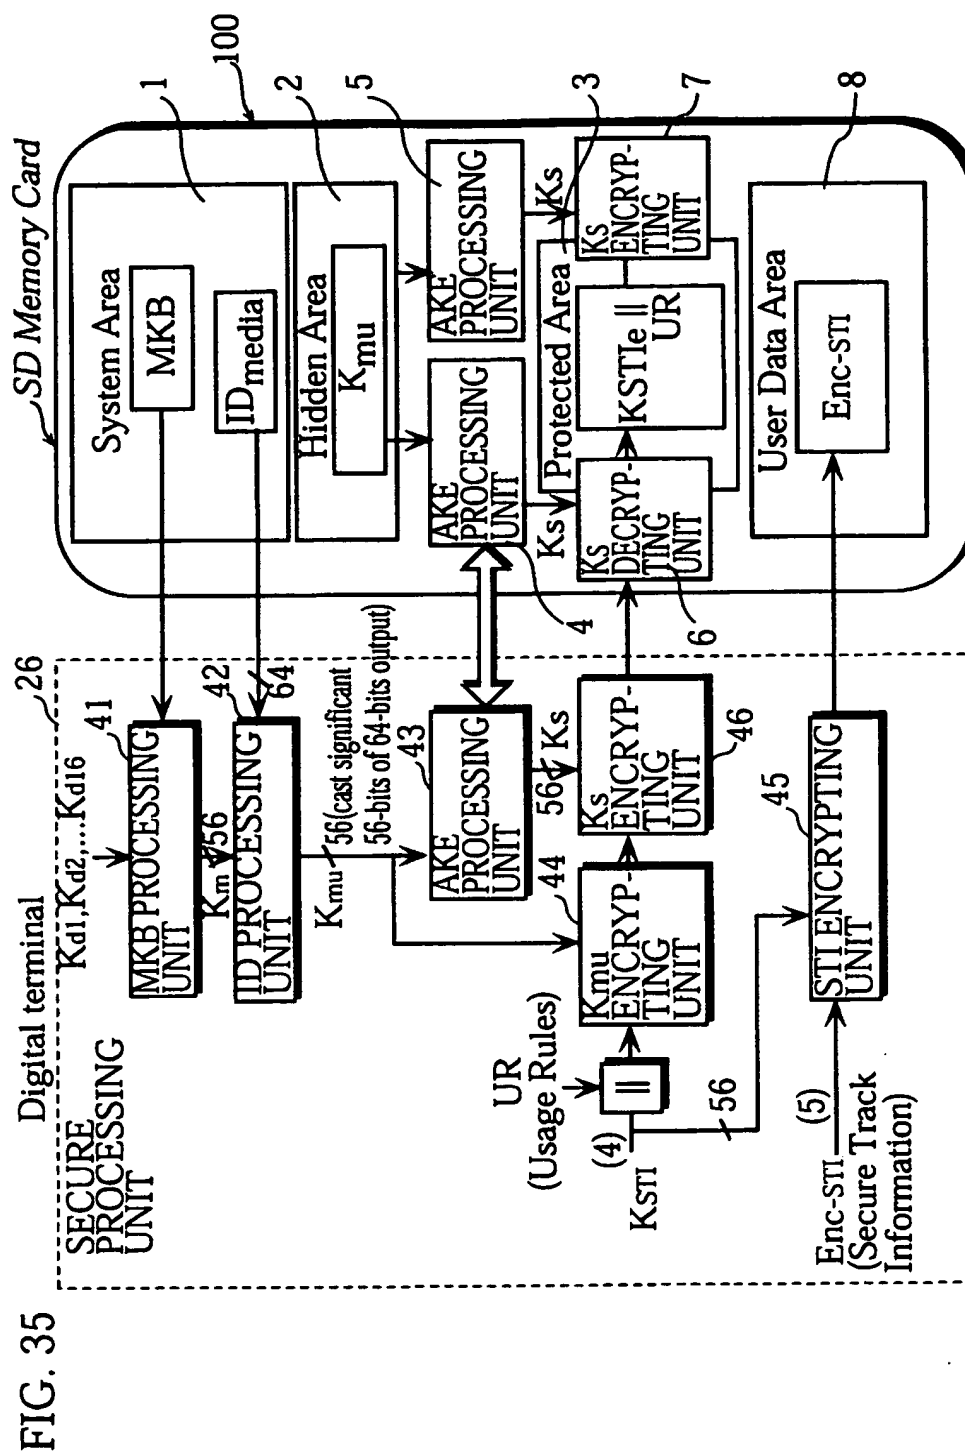 FIG. 35
Digital terminal
26
SECURE
PROCESSING
UNIT
Kd1,Kd2,...Kd16
41
MKB PROCESSING
UNIT
Km
56
42
ID PROCESSING
UNIT
64
Kmu
56(cast significant
56-bits of 64-bits output)
43
AKE
PROCESSING
UNIT
56
Ks
UR
(Usage Rules)
(4)
KSTI
||
44
Kmu
ENCRYP-
TING
UNIT
Ks
ENCRYP-
TING
UNIT
46
56
45
STI ENCRYPTING
UNIT
(5)
Enc-STI
(Secure Track
Information)
SD Memory Card
100
System Area
1
MKB
IDmedia
Hidden Area
2
Kmu
AKE
PROCESSING
UNIT
4
AKE
PROCESSING
UNIT
5
Ks
Ks
Protected Area
3
Ks
DECRYP-
TING
UNIT
6
KSTIe ||
UR
Ks
ENCRYP-
TING
UNIT
7
User Data Area
8
Enc-STI